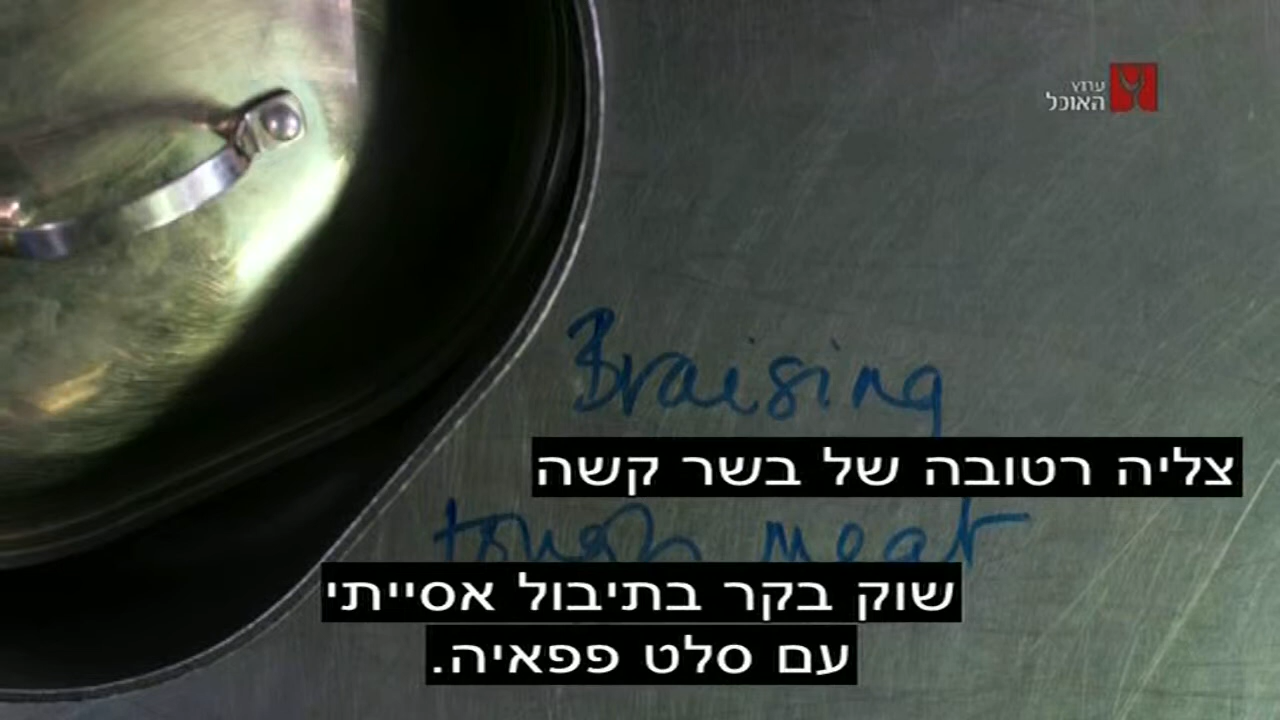 ערוץ
האוכל
Braising
צליה רטובה של בשר קשה
tough meat
שוק בקר בתיבול אסייתי
עם סלט פפאיה.